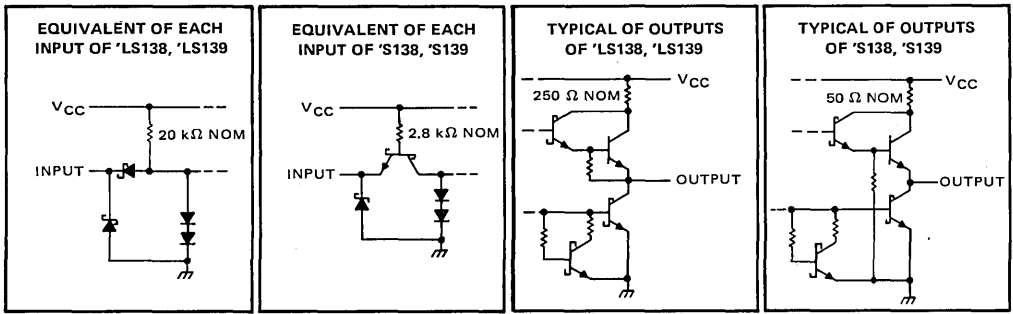 EQUIVALENT OF EACH
INPUT OF 'LS138, 'LS139
VCC
20 kΩ NOM
INPUT
EQUIVALENT OF EACH
INPUT OF 'S138, 'S139
VCC
2.8 kΩ NOM
INPUT
TYPICAL OF OUTPUTS
OF 'LS138, 'LS139
VCC
250 Ω NOM
OUTPUT
TYPICAL OF OUTPUTS
OF 'S138, 'S139
VCC
50 Ω NOM
OUTPUT